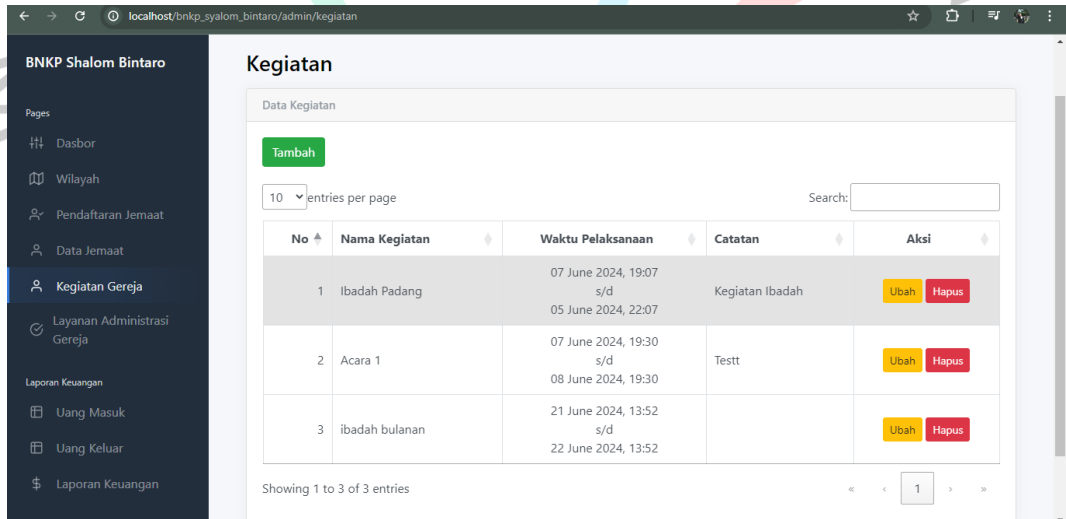 localhost/bnkp_syalom_bintaro/admin/kegiatan
BNKP Shalom Bintaro
Pages
Dasbor
Wilayah
Pendaftaran Jemaat
Data Jemaat
Kegiatan Gereja
Layanan Administrasi
Gereja
Laporan Keuangan
Uang Masuk
Uang Keluar
Laporan Keuangan
Kegiatan
Data Kegiatan
Tambah
10 entries per page Search:
No Nama Kegiatan Waktu Pelaksanaan Catatan Aksi
07 June 2024, 19:07
1 Ibadah Padang s/d Kegiatan Ibadah Ubah Hapus
05 June 2024, 22:07
07 June 2024, 19:30
2 Acara 1 s/d Testt Ubah Hapus
08 June 2024, 19:30
21 June 2024, 13:52
3 ibadah bulanan s/d Ubah Hapus
22 June 2024, 13:52
Showing 1 to 3 of 3 entries « ‹ 1 › »